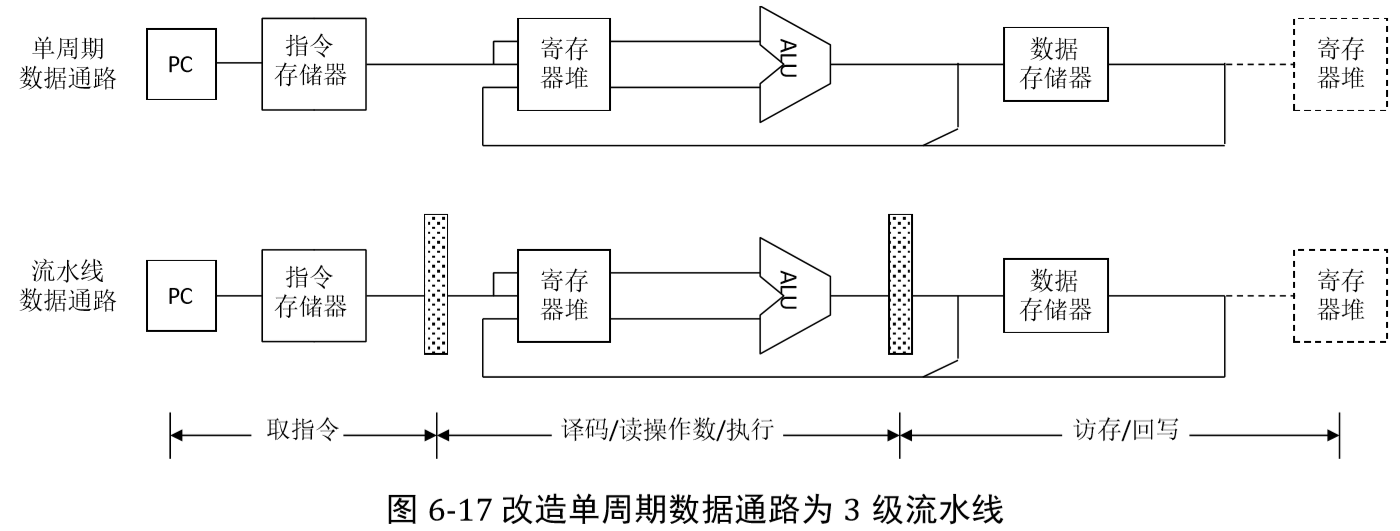 单周期
数据通路
PC
指令
存储器
寄存
器堆
ALU
数据
存储器
寄存
器堆
流水线
数据通路
PC
指令
存储器
寄存
器堆
ALU
数据
存储器
寄存
器堆
取指令
译码/读操作数/执行
访存/回写
图 6-17 改造单周期数据通路为 3 级流水线